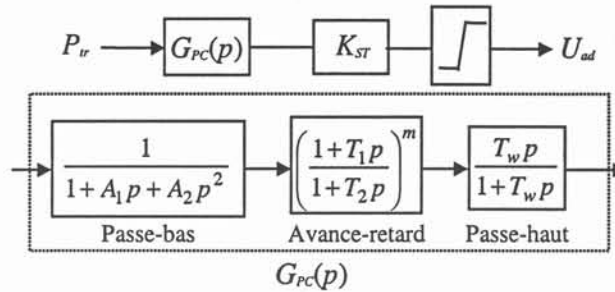 P_tr G_PC(p) K_ST U_ad
1 / (1 + A_1 p + A_2 p^2) ((1 + T_1 p) / (1 + T_2 p))^m T_w p / (1 + T_w p)
Passe-bas Avance-retard Passe-haut
G_PC(p)